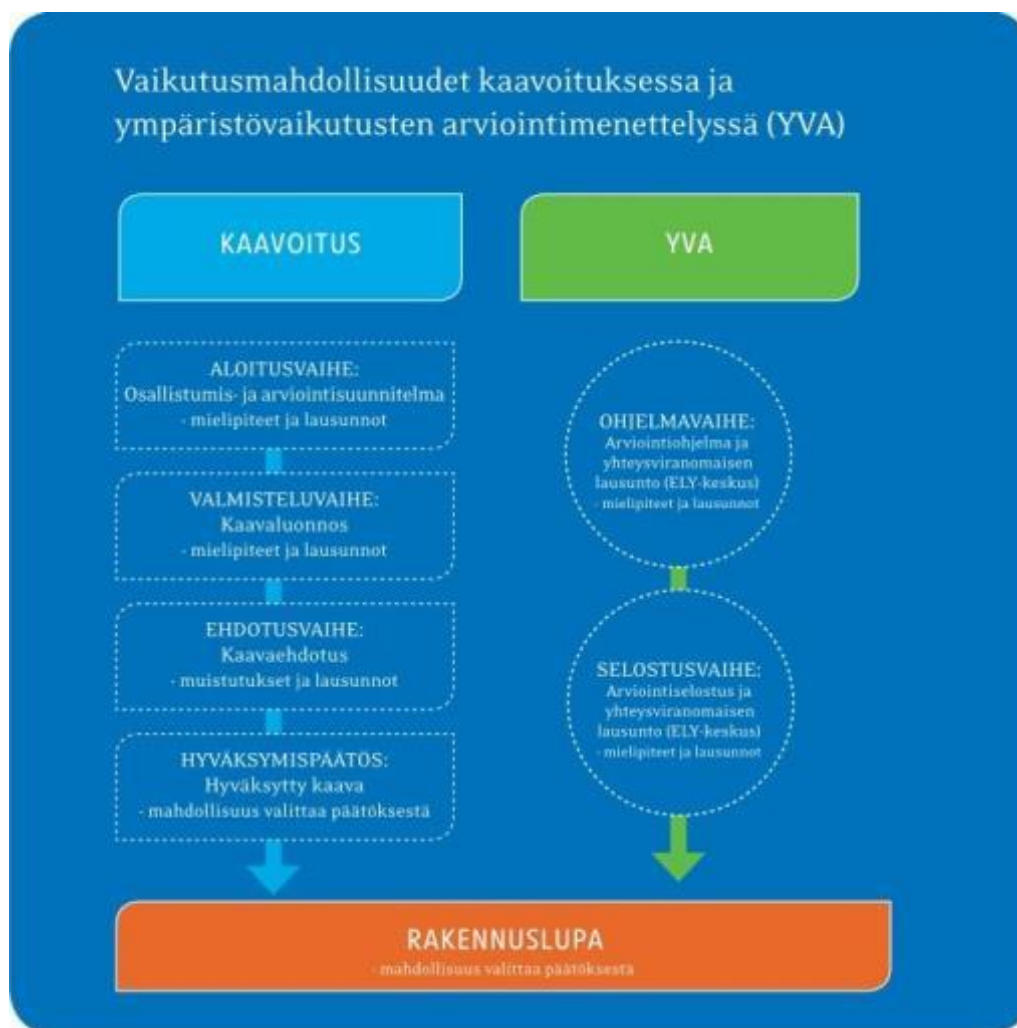 Vaikutusmahdollisuudet kaavoituksessa ja
ympäristövaikutusten arviointimenettelyssä (YVA)
KAAVOITUS
ALOITUSVAIHE:
Osallistumis- ja arviointisuunnitelma
- mielipiteet ja lausunnot
VALMISTELUVAIHE:
Kaavaluonnos
- mielipiteet ja lausunnot
EHDOTUSVAIHE:
Kaavaehdotus
- muistutukset ja lausunnot
HYVÄKSYMISPÄÄTÖS:
Hyväksytty kaava
- mahdollisuus valittaa päätöksestä
YVA
OHJELMAVAIHE:
Arviointiohjelma ja
yhteysviranomaisen
lausunto (ELY-keskus)
- mielipiteet ja lausunnot
SELOSTUSVAIHE:
Arviointiselostus ja
yhteysviranomaisen
lausunto (ELY-keskus)
- mielipiteet ja lausunnot
RAKENNUSLUPA
- mahdollisuus valittaa päätöksestä